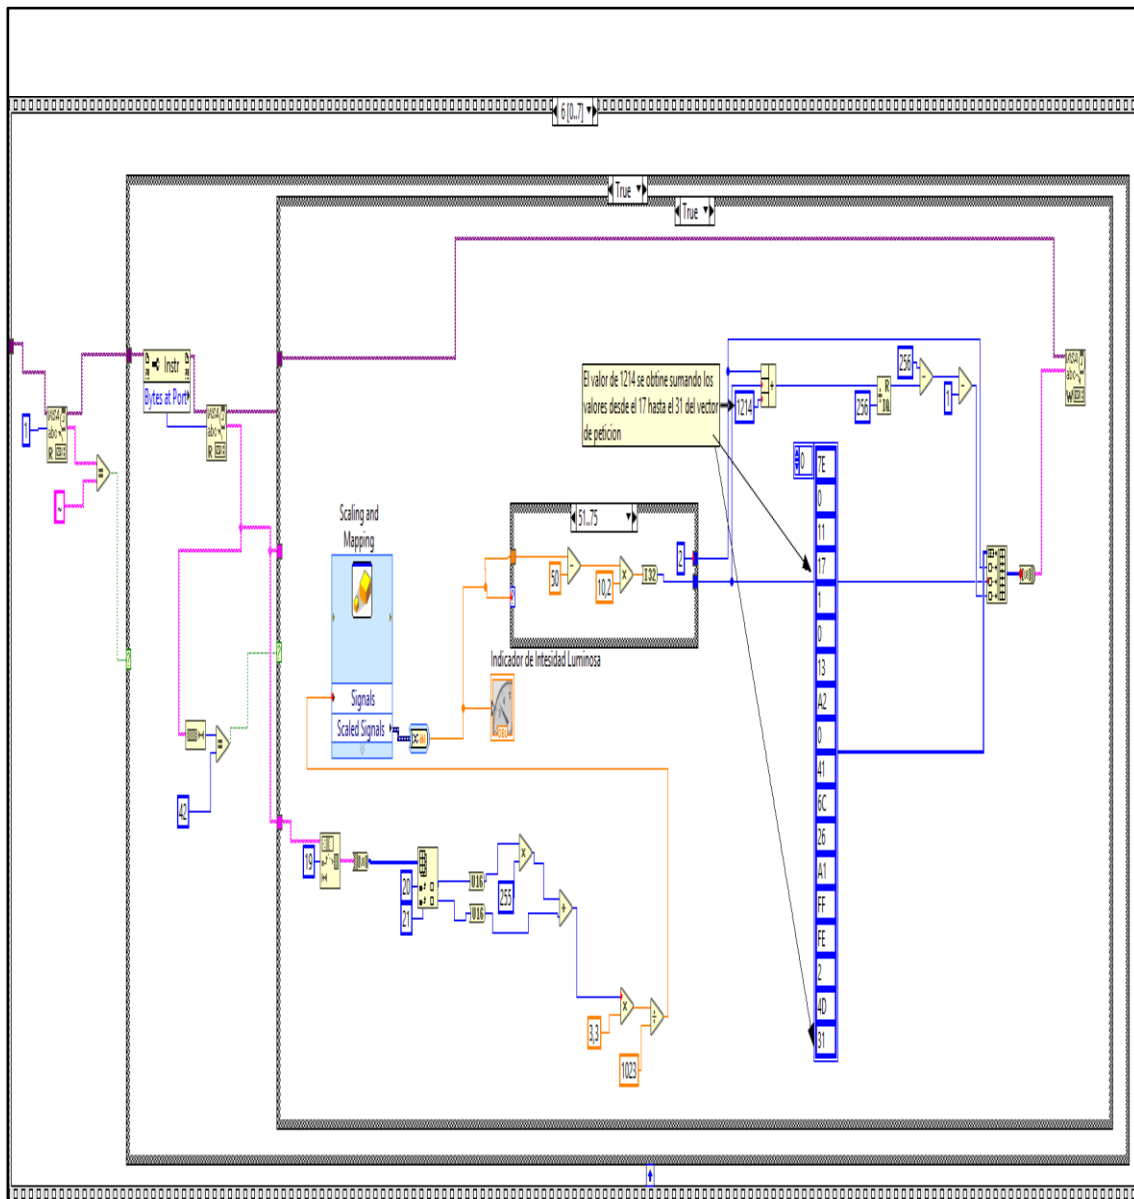 6 [0..7]
True
True
Instr
Bytes at Port
1
R
abc
R
El valor de 1214 se obtine sumando los
valores desde el 17 hasta el 31 del vector
de peticion
1214
256
R
256
1
abc
W
0
7E
0
11
17
1
0
13
A2
0
41
6C
26
A1
FF
FE
2
4D
31
Scaling and
Mapping
Signals
Scaled Signals
51..75
50
10,2
I32
2
Indicador de Intesidad Luminosa
DBL
42
19
20
21
U16
U16
255
3,3
1023